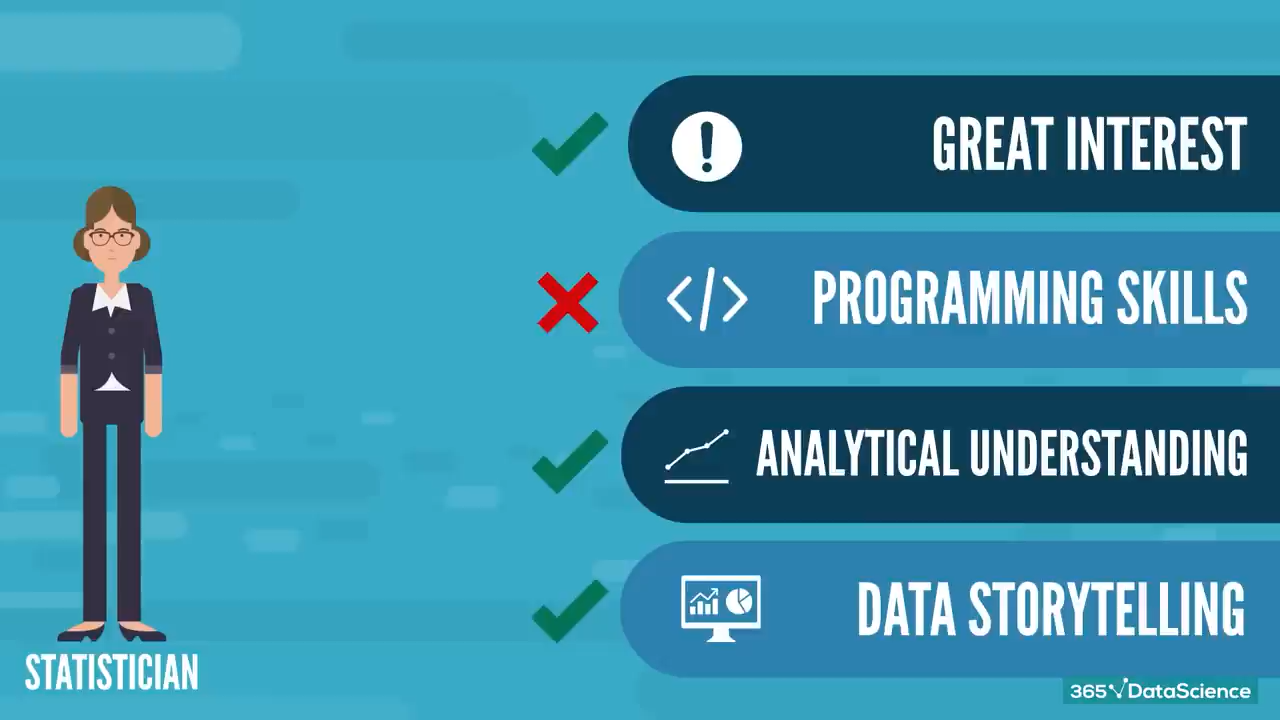 GREAT INTEREST
PROGRAMMING SKILLS
ANALYTICAL UNDERSTANDING
DATA STORYTELLING
STATISTICIAN
365 DataScience